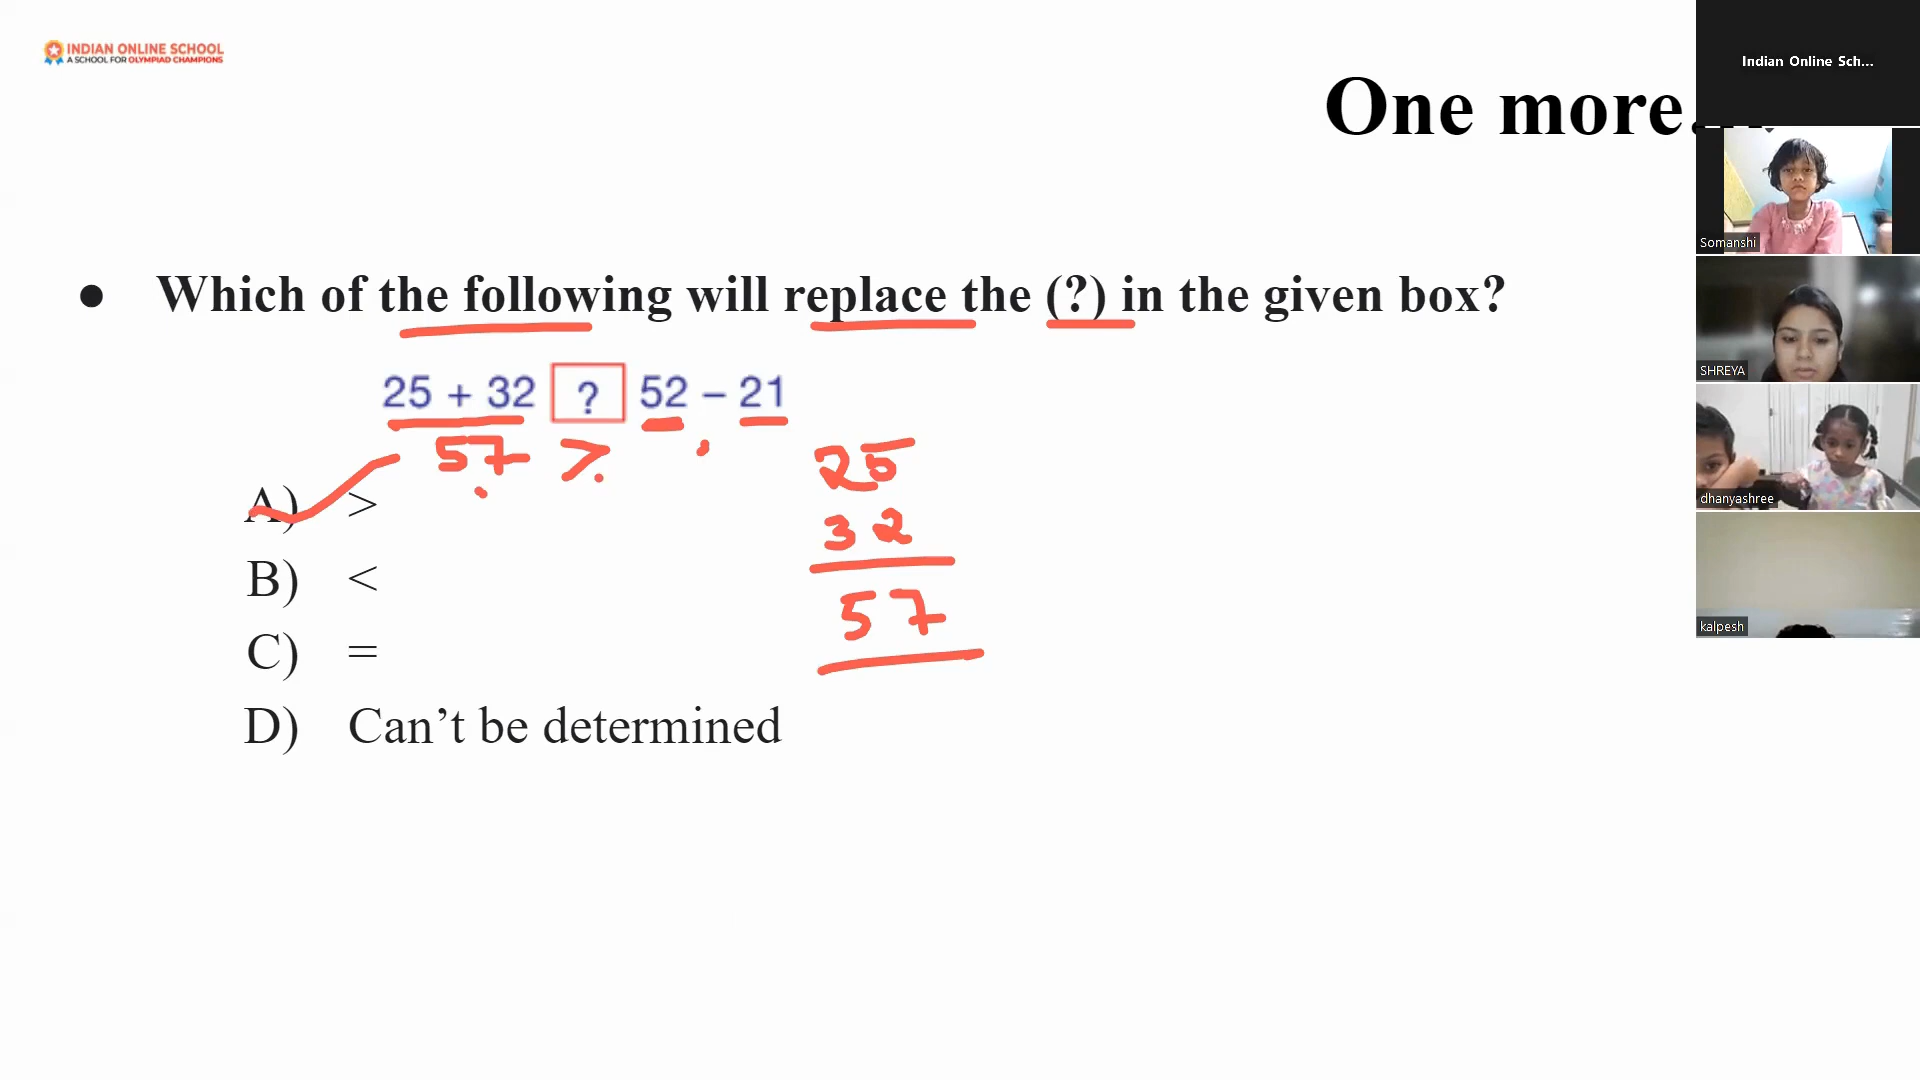 INDIAN ONLINE SCHOOL
A SCHOOL FOR OLYMPIAD CHAMPIONS
Indian Online Sch...
One more.
Somanshi
● Which of the following will replace the (?) in the given box?
SHREYA
25 + 32 ? 52 – 21
57 >
25
A) >
32
dhanyashree
B) <
57
kalpesh
C) =
D) Can’t be determined